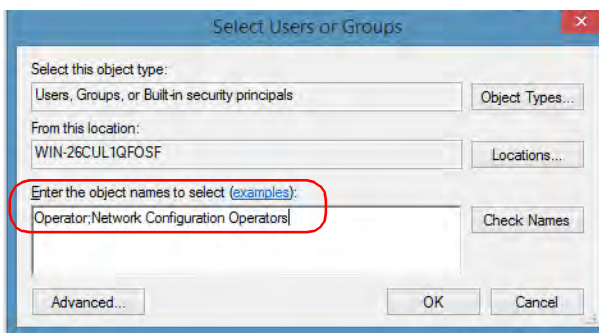 Select Users or Groups
Select this object type:
Users, Groups, or Built-in security principals
Object Types...
From this location:
WIN-26CUL1QFOSF
Locations...
Enter the object names to select (examples):
Operator;Network Configuration Operators
Check Names
Advanced...
OK
Cancel